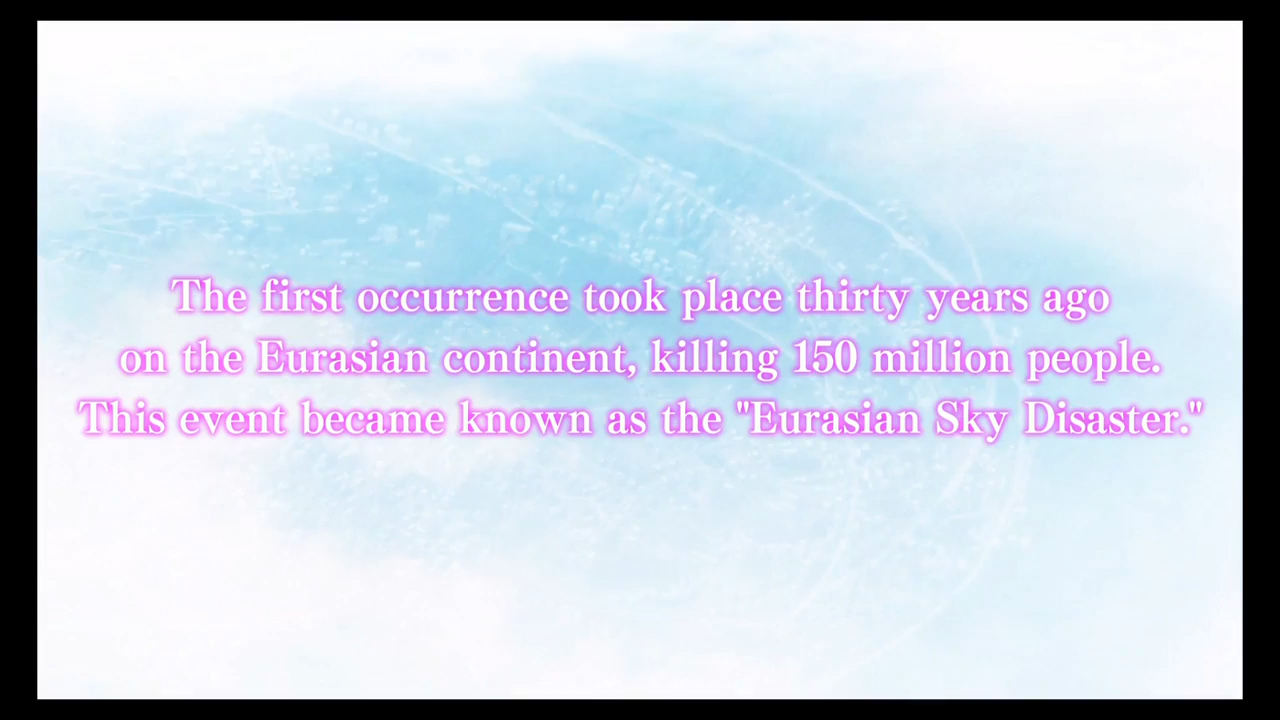 The first occurrence took place thirty years ago
on the Eurasian continent, killing 150 million people.
This event became known as the "Eurasian Sky Disaster."